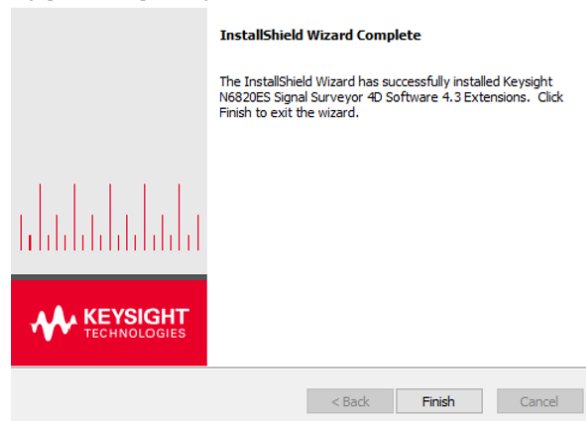 InstallShield Wizard Complete
The InstallShield Wizard has successfully installed Keysight
N6820ES Signal Surveyor 4D Software 4.3 Extensions. Click
Finish to exit the wizard.
KEYSIGHT
TECHNOLOGIES
< Back Finish Cancel